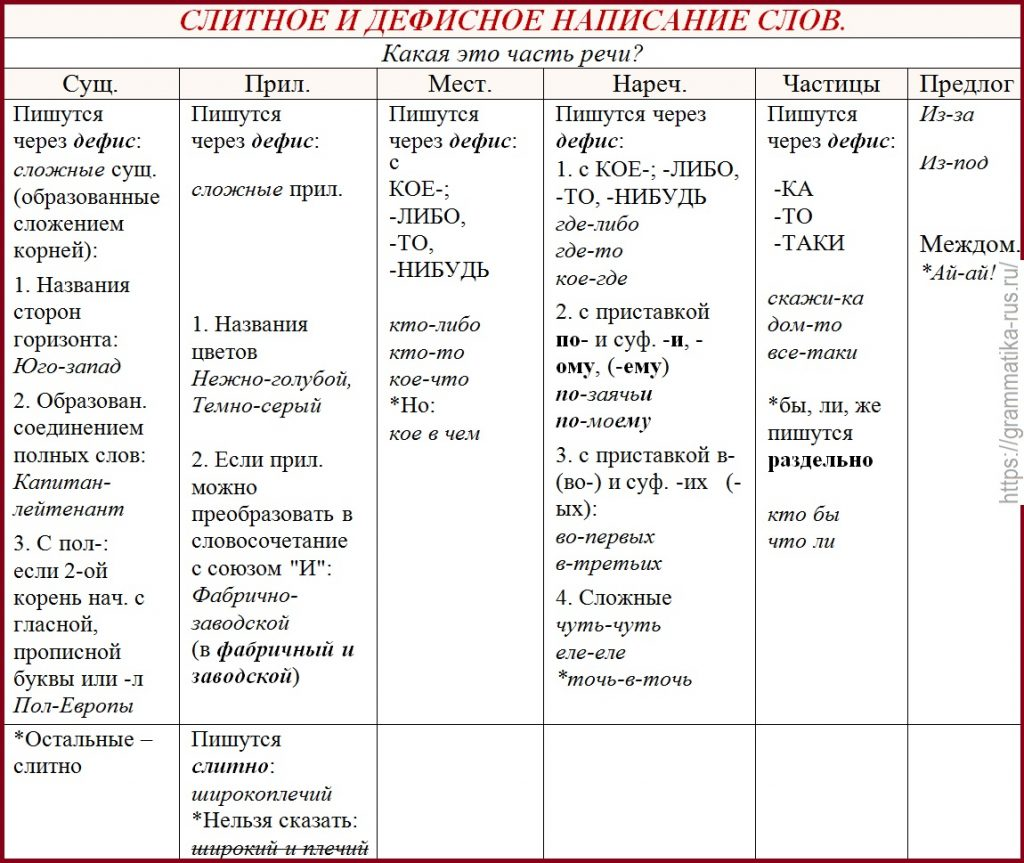 СЛИТНОЕ И ДЕФИСНОЕ НАПИСАНИЕ СЛОВ.
Какая это часть речи?
Сущ.
Пишутся
через дефис:
сложные сущ.
(образованные
сложением
корней):
1. Названия
сторон
горизонта:
Юго-запад
2. Образован.
соединением
полных слов:
Капитан-
лейтенант
3. С пол-:
если 2-ой
корень нач. с
гласной,
прописной
буквы или -л
Пол-Европы
*Остальные –
слитно
Прил.
Пишутся
через дефис:
сложные прил.
1. Названия
цветов
Нежно-голубой,
Темно-серый
2. Если прил.
можно
преобразовать в
словосочетание
с союзом "И":
Фабрично-
заводской
(в фабричный и
заводской)
Пишутся
слитно:
широкоплечий
*Нельзя сказать:
широкий и плечий
Мест.
Пишутся
через дефис:
с
КОЕ-;
-ЛИБО,
-ТО,
-НИБУДЬ
кто-либо
кто-то
кое-что
*Но:
кое в чем
Нареч.
Пишутся через
дефис:
1. с КОЕ-; -ЛИБО,
-ТО, -НИБУДЬ
где-либо
где-то
кое-где
2. с приставкой
по- и суф. -и, -
ому, (-ему)
по-заячьи
по-моему
3. с приставкой в-
(во-) и суф. -их (-
ых):
во-первых
в-третьих
4. Сложные
чуть-чуть
еле-еле
*точь-в-точь
Частицы
Пишутся
через дефис:
-КА
-ТО
-ТАКИ
скажи-ка
дом-то
все-таки
*бы, ли, же
пишутся
раздельно
кто бы
что ли
Предлог
Из-за
Из-под
Междом.
*Ай-ай!
https://grammatika-rus.ru/